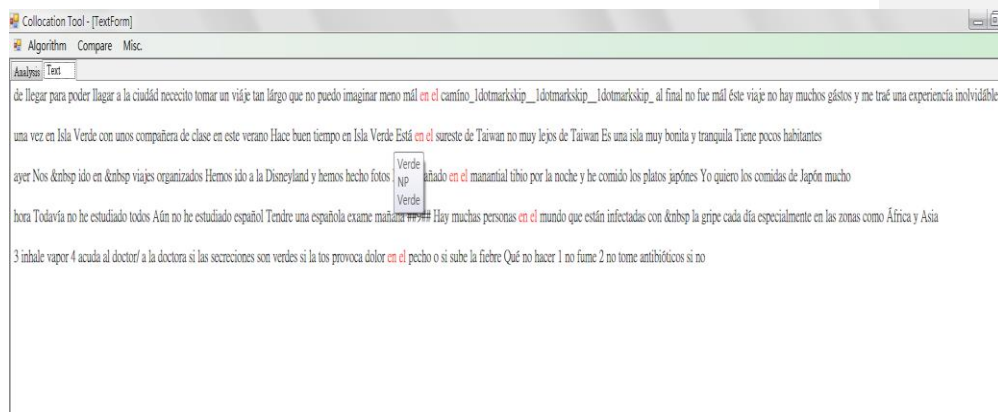 Collocation Tool - [TextForm]
Algorithm Compare Misc.
Analysis Text
de llegar para poder llagar a la ciudád nececito tomar un viáje tan lárgo que no puedo imaginar meno mál en el camíno_1dotmarkskip__1dotmarkskip__1dotmarkskip_ al final no fue mál éste viaje no hay muchos gástos y me traé una experiencía inolvidáble
una vez en Isla Verde con unos compañera de clase en este verano Hace buen tiempo en Isla Verde Está en el sureste de Taiwan no muy lejos de Taiwan Es una isla muy bonita y tranquila Tiene pocos habitantes
Verde
NP
Verde
ayer Nos &nbsp ido en &nbsp viajes organizados Hemos ido a la Disneyland y hemos hecho fotos añado en el manantial tibio por la noche y he comido los platos japónes Yo quiero los comidas de Japón mucho
hora Todavía no he estudiado todos Aún no he estudiado español Tendre una española exame mañana ##### Hay muchas personas en el mundo que están infectadas con &nbsp la gripe cada día especialmente en las zonas como África y Asia
3 inhale vapor 4 acuda al doctor/ a la doctora si las secreciones son verdes si la tos provoca dolor en el pecho o si sube la fiebre Qué no hacer 1 no fume 2 no tome antibióticos si no